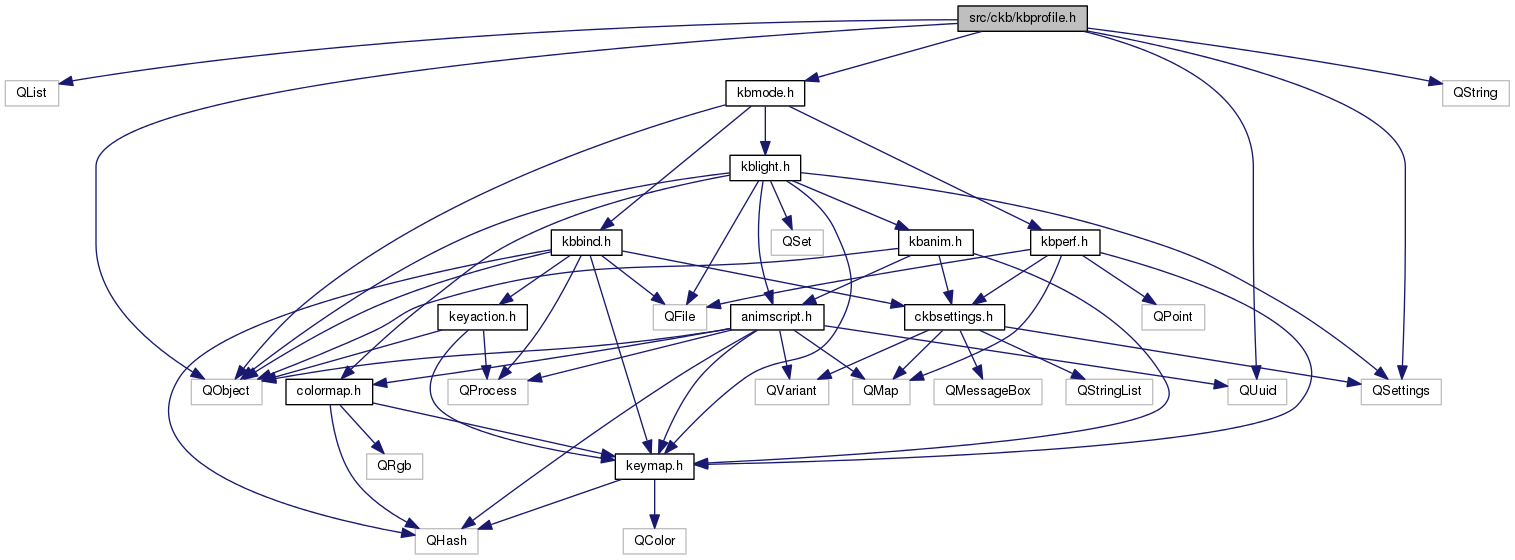 src/ckb/kbprofile.h
QList
kbmode.h
QString
kblight.h
kbbind.h
QSet
kbanim.h
kbperf.h
keyaction.h
QFile
animscript.h
ckbsettings.h
QPoint
QObject
colormap.h
QProcess
QVariant
QMap
QMessageBox
QStringList
QUuid
QSettings
QRgb
keymap.h
QHash
QColor